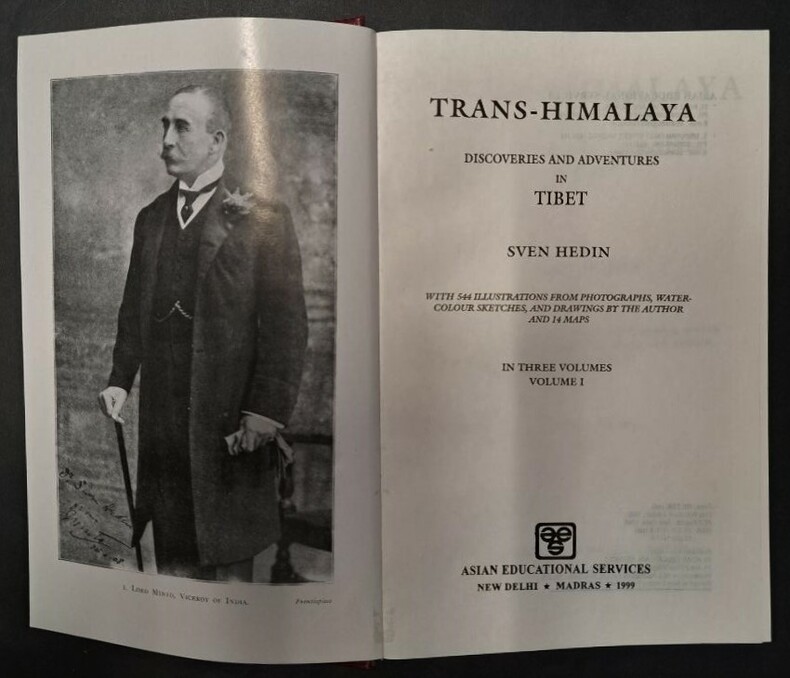 1. LORD MINTO, VICEROY OF INDIA.
Frontispiece
TRANS-HIMALAYA
DISCOVERIES AND ADVENTURES
IN
TIBET
SVEN HEDIN
WITH 544 ILLUSTRATIONS FROM PHOTOGRAPHS, WATER-
COLOUR SKETCHES, AND DRAWINGS BY THE AUTHOR
AND 14 MAPS
IN THREE VOLUMES
VOLUME I
ASIAN EDUCATIONAL SERVICES
NEW DELHI ★ MADRAS ★ 1999